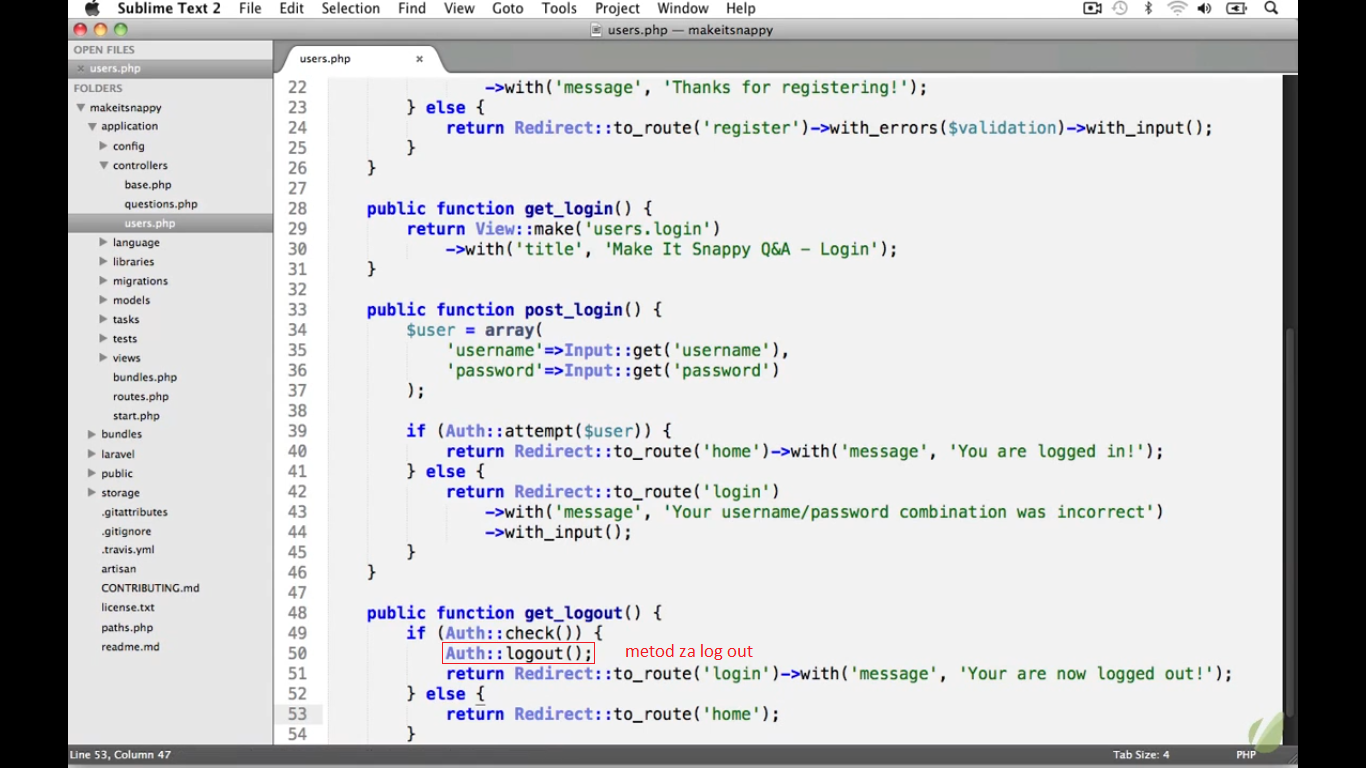 Sublime Text 2 File Edit Selection Find View Goto Tools Project Window Help
users.php — makeitsnappy
OPEN FILES
× users.php
FOLDERS
makeitsnappy
application
config
controllers
base.php
questions.php
users.php
language
libraries
migrations
models
tasks
tests
views
bundles.php
routes.php
start.php
bundles
laravel
public
storage
.gitattributes
.gitignore
.travis.yml
artisan
CONTRIBUTING.md
license.txt
paths.php
readme.md
users.php ×
22 ->with('message', 'Thanks for registering!');
23 } else {
24 return Redirect::to_route('register')->with_errors($validation)->with_input();
25 }
26 }
27
28 public function get_login() {
29 return View::make('users.login')
30 ->with('title', 'Make It Snappy Q&A - Login');
31 }
32
33 public function post_login() {
34 $user = array(
35 'username'=>Input::get('username'),
36 'password'=>Input::get('password')
37 );
38
39 if (Auth::attempt($user)) {
40 return Redirect::to_route('home')->with('message', 'You are logged in!');
41 } else {
42 return Redirect::to_route('login')
43 ->with('message', 'Your username/password combination was incorrect')
44 ->with_input();
45 }
46 }
47
48 public function get_logout() {
49 if (Auth::check()) {
50 Auth::logout(); metod za log out
51 return Redirect::to_route('login')->with('message', 'Your are now logged out!');
52 } else {
53 return Redirect::to_route('home');
54 }
Line 53, Column 47 Tab Size: 4 PHP